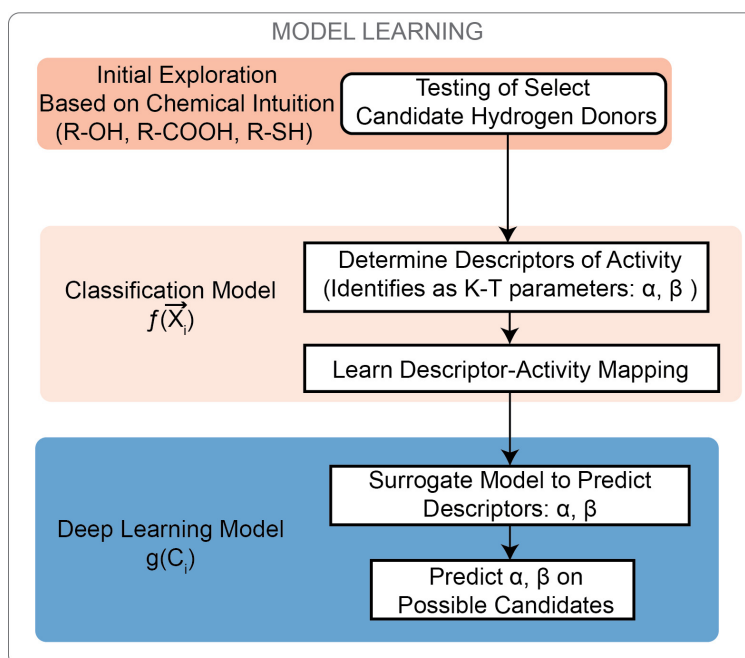 MODEL LEARNING
Initial Exploration
Based on Chemical Intuition
(R-OH, R-COOH, R-SH)
Testing of Select
Candidate Hydrogen Donors
Classification Model
f(X⃗ᵢ)
Determine Descriptors of Activity
(Identifies as K-T parameters: α, β )
Learn Descriptor-Activity Mapping
Deep Learning Model
g(Cᵢ)
Surrogate Model to Predict
Descriptors: α, β
Predict α, β on
Possible Candidates